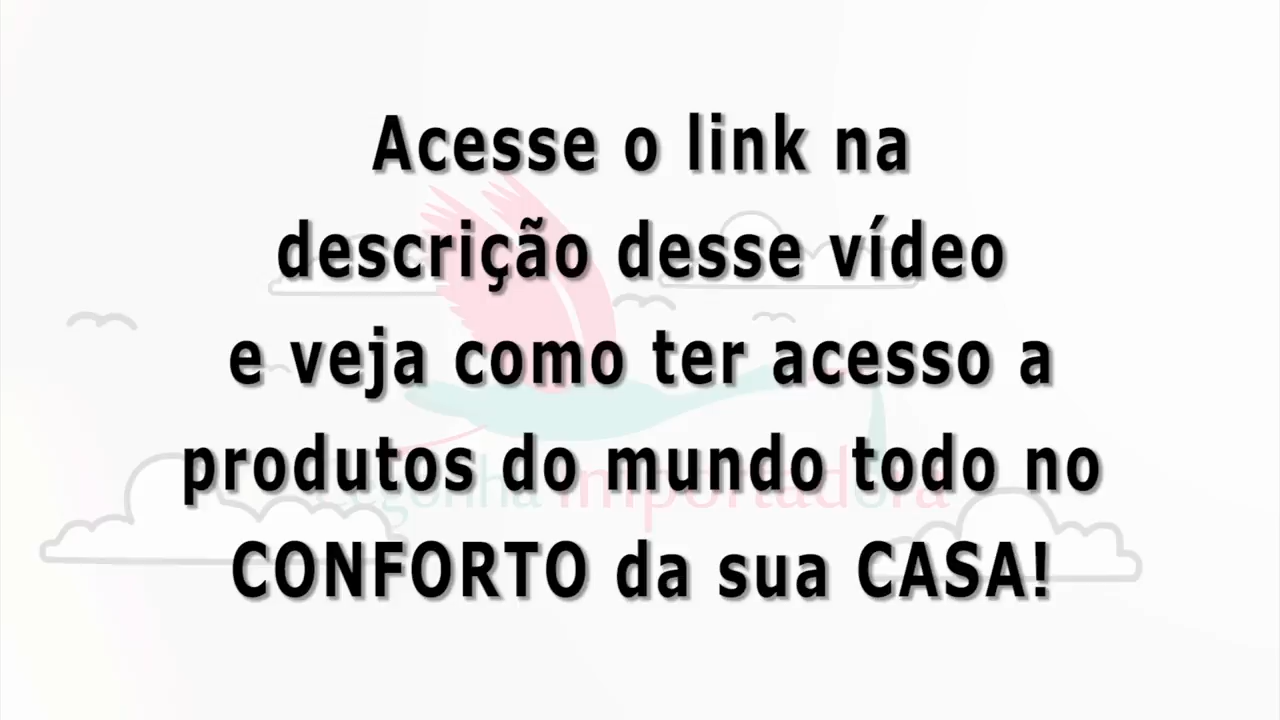 Acesse o link na
descrição desse vídeo
e veja como ter acesso a
produtos do mundo todo no
CONFORTO da sua CASA!
importadora